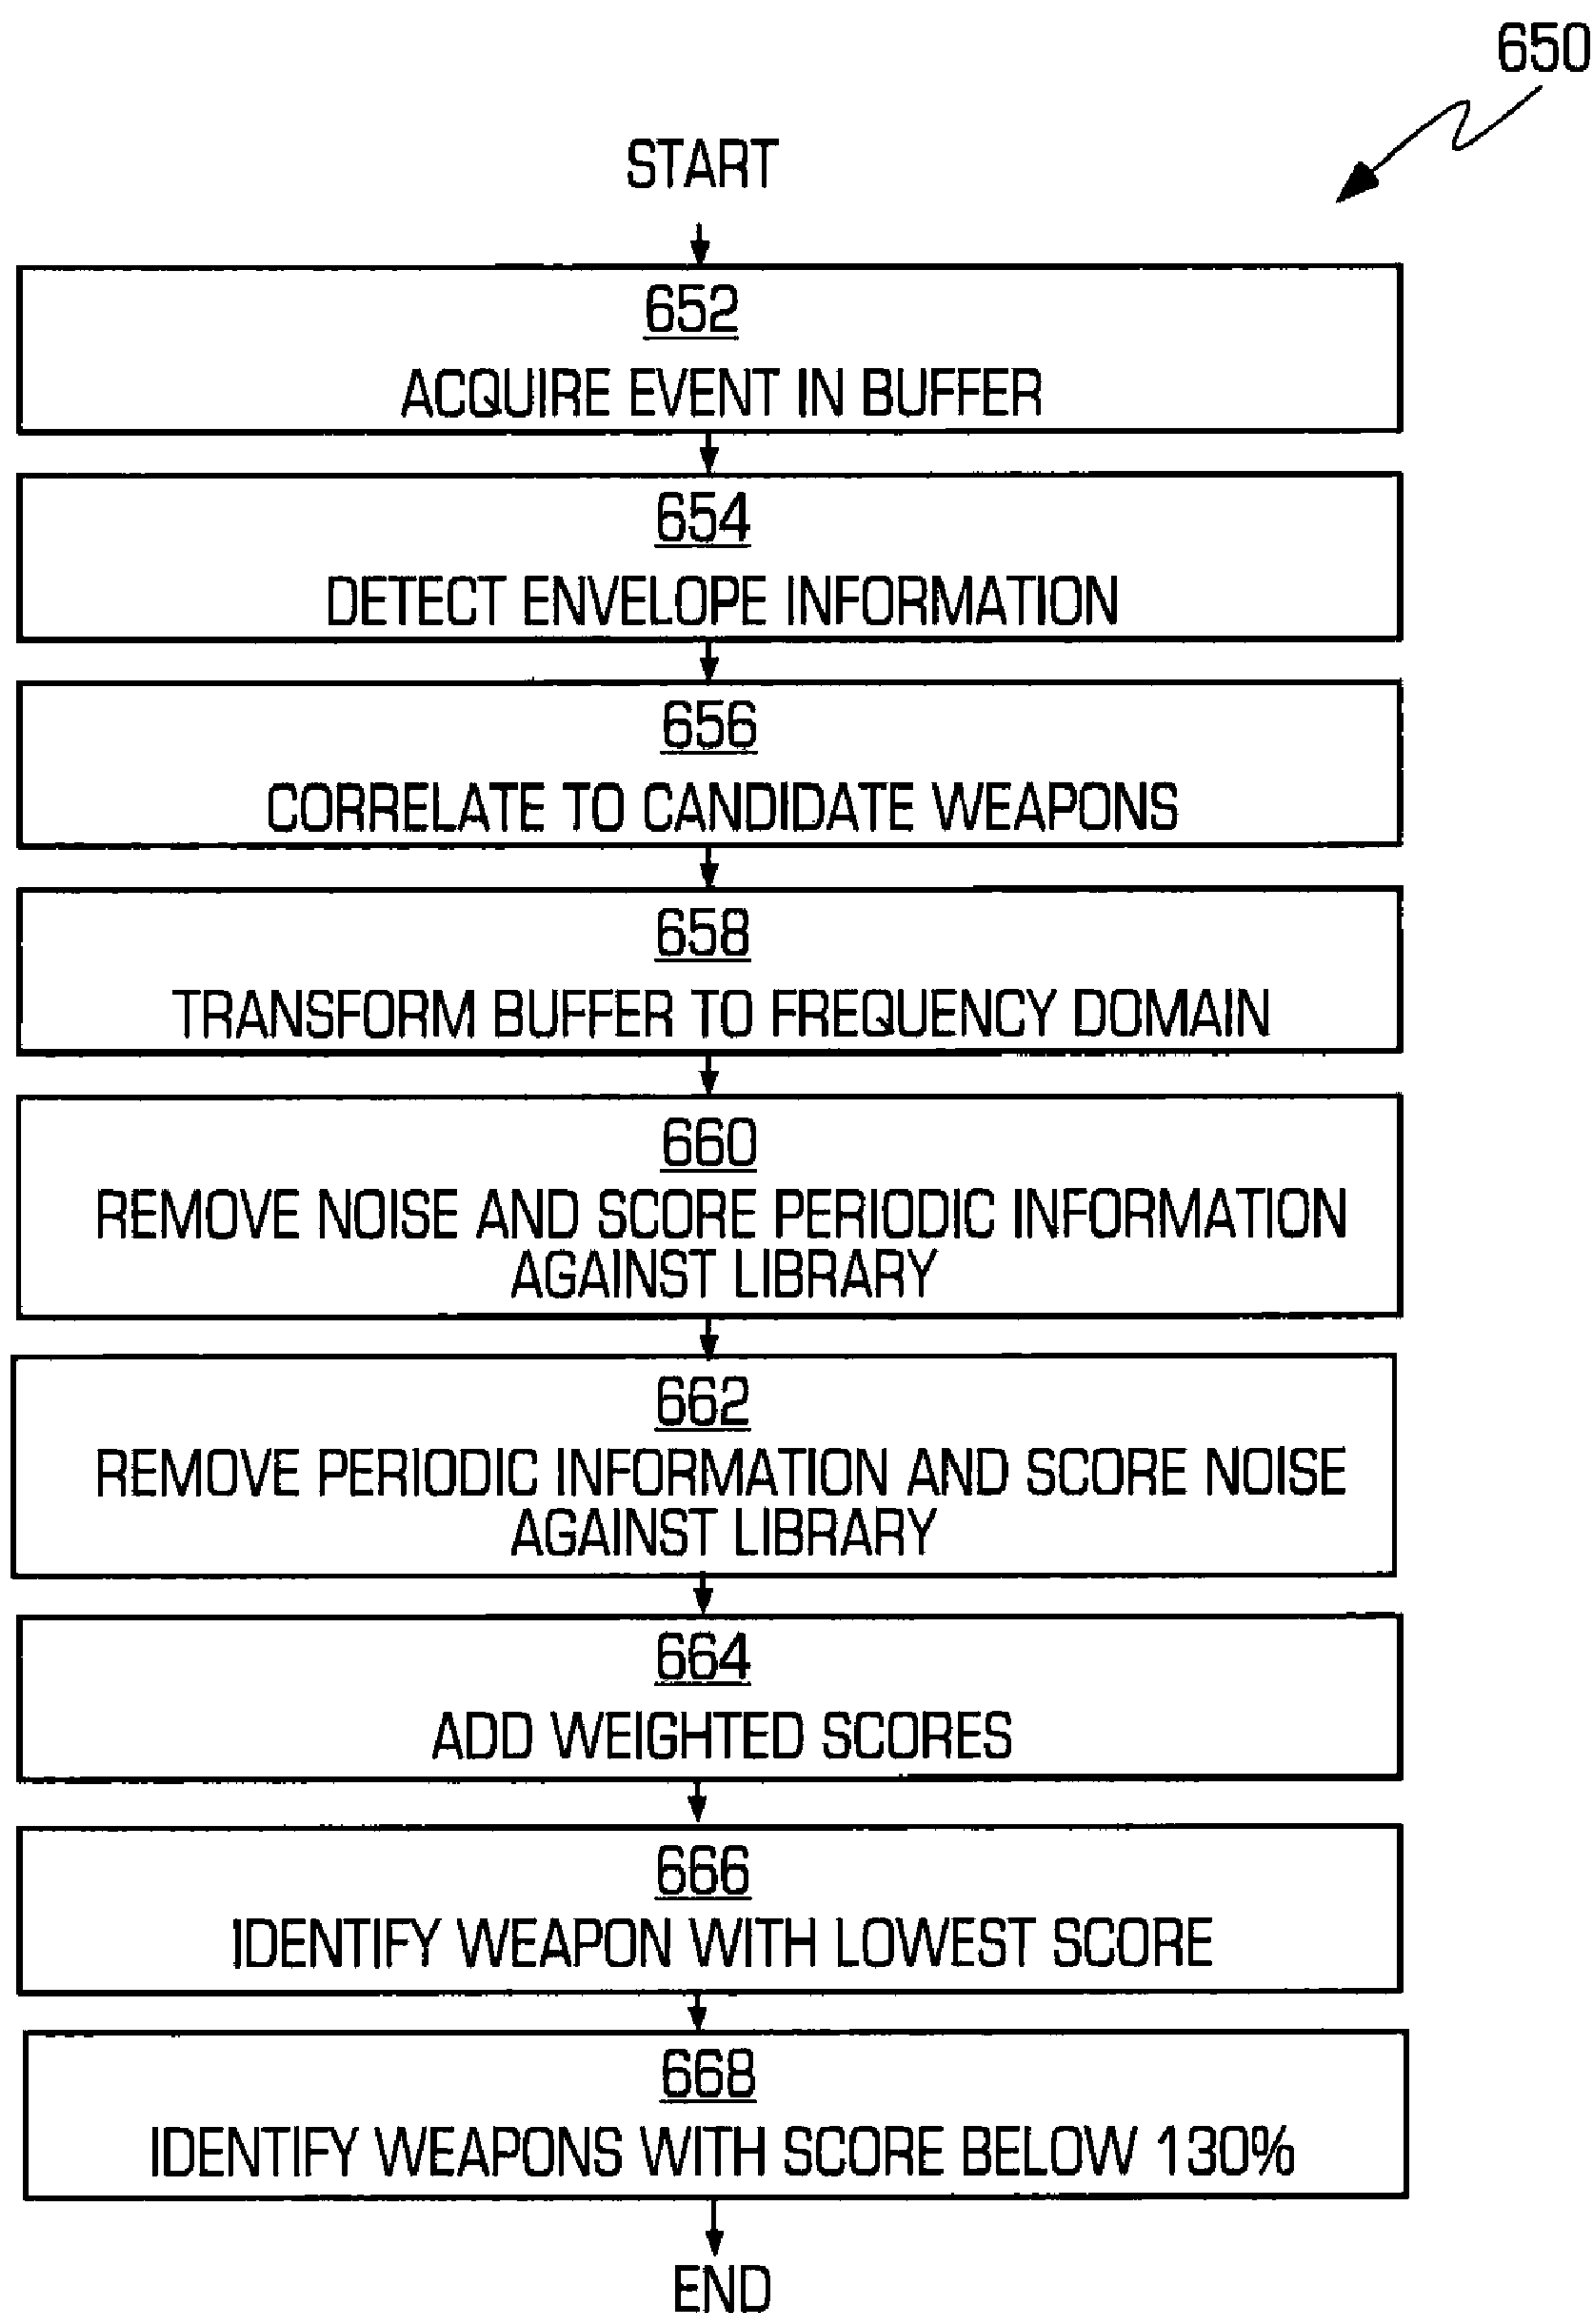 650
START
652
ACQUIRE EVENT IN BUFFER
654
DETECT ENVELOPE INFORMATION
656
CORRELATE TO CANDIDATE WEAPONS
658
TRANSFORM BUFFER TO FREQUENCY DOMAIN
660
REMOVE NOISE AND SCORE PERIODIC INFORMATION
AGAINST LIBRARY
662
REMOVE PERIODIC INFORMATION AND SCORE NOISE
AGAINST LIBRARY
664
ADD WEIGHTED SCORES
666
IDENTIFY WEAPON WITH LOWEST SCORE
668
IDENTIFY WEAPONS WITH SCORE BELOW 130%
END